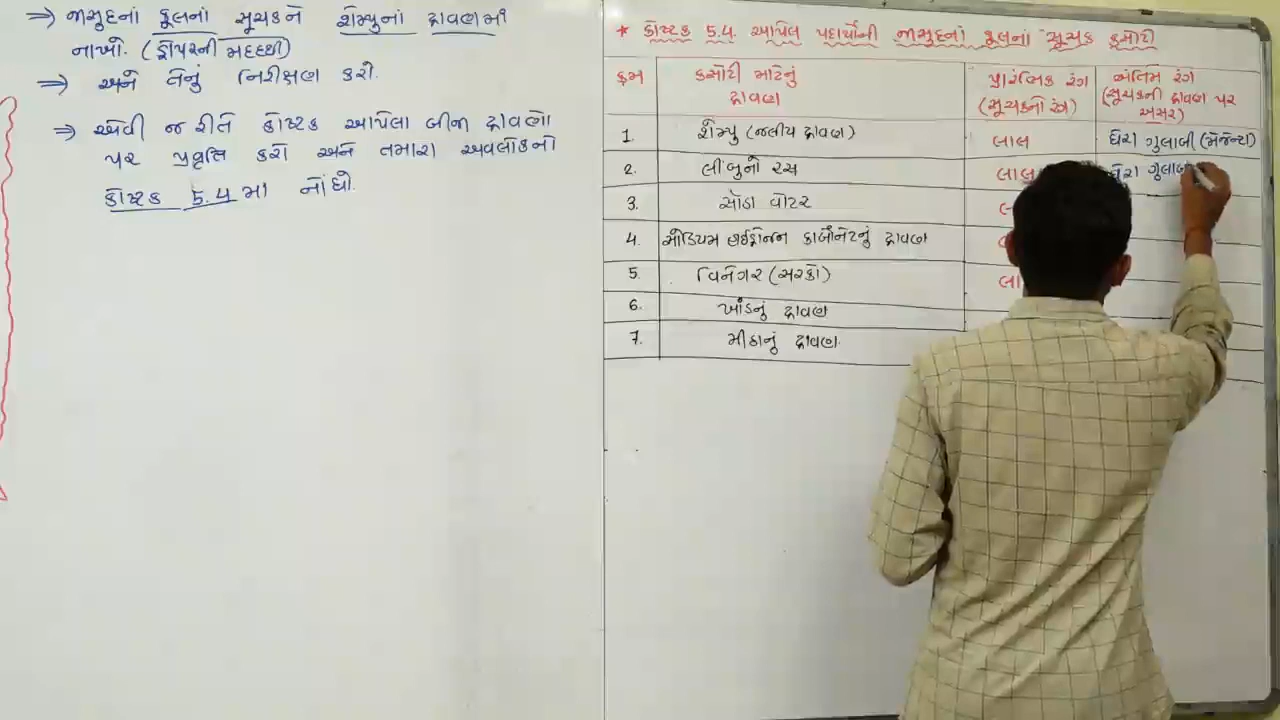 ⇒ જાસુદનાં ફુલનાં સૂચકને શેમ્પુનાં દ્રાવણમાં
નાખો. (ડ્રોપરની મદદથી)
⇒ અને તેનું નિરીક્ષણ કરો.
⇒ એવી જ રીતે કોષ્ટક આપેલા બીજા દ્રાવણો
પર પ્રવૃત્તિ કરો અને તમારા અવલોકનો
કોષ્ટક 5.4 માં નોંધો.
* કોષ્ટક 5.4. આપેલ પદાર્થોની જાસુદનાં ફુલનાં સૂચક કસોટી
ક્રમ કસોટી માટેનું દ્રાવણ પ્રારંભિક રંગ (સૂચકનો રંગ) અંતિમ રંગ (સૂચકની દ્રાવણ પર અસર)
1. શેમ્પુ (જલીય દ્રાવણ) લાલ ઘેરા ગુલાબી (મેજેન્ટા)
2. લીંબુનો રસ લાલ ઘેરા
3. સોડા વોટર
4. સોડિયમ હાઈડ્રોજન કાર્બોનેટનું દ્રાવણ
5. વિનેગર (સરકો) લા
6. ખાંડનું દ્રાવણ
7. મીઠાનું દ્રાવણ.